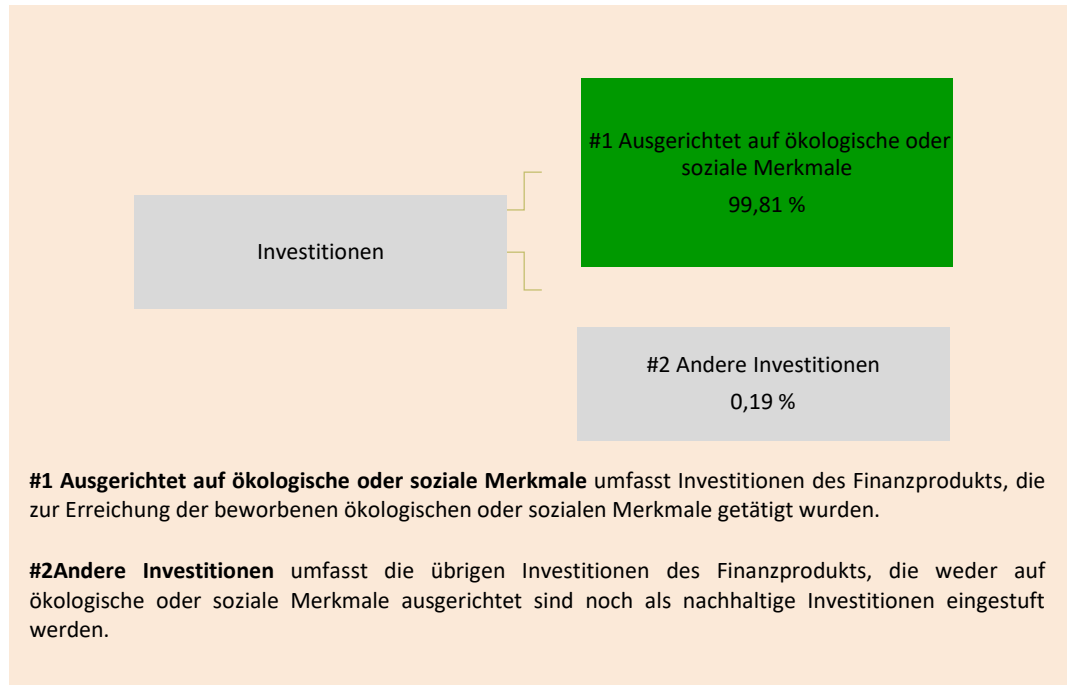 #1 Ausgerichtet auf ökologische oder
soziale Merkmale
99,81 %
Investitionen
#2 Andere Investitionen
0,19 %
#1 Ausgerichtet auf ökologische oder soziale Merkmale umfasst Investitionen des Finanzprodukts, die
zur Erreichung der beworbenen ökologischen oder sozialen Merkmale getätigt wurden.
#2Andere Investitionen umfasst die übrigen Investitionen des Finanzprodukts, die weder auf
ökologische oder soziale Merkmale ausgerichtet sind noch als nachhaltige Investitionen eingestuft
werden.